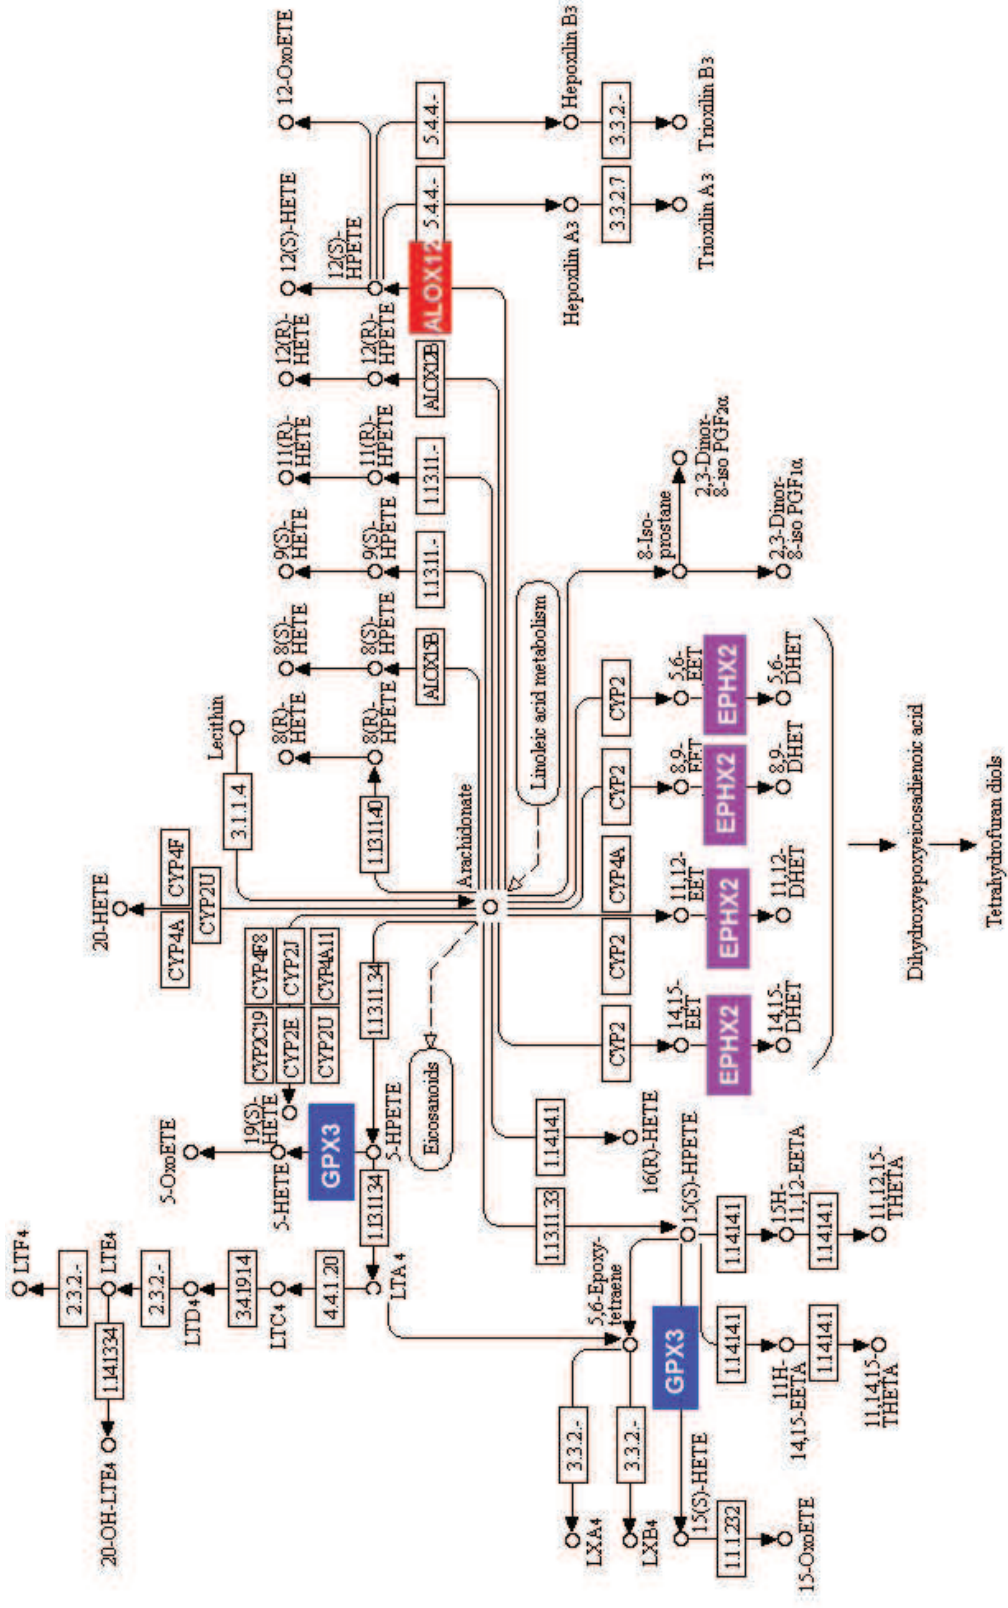 LTF4
2.3.2.-
LTE4
1.141334
20-OH-LTE4
2.3.2.-
LTD4
3.4.19.14
LTC4
4.4.1.20
LTA 4
1.13.1134
5-OxoETE
5-HETE
GPX3
5-HPETE
1.13.11.34
19(S)-
HETE
CYP2C19
CYP4F8
CYP2E
CYP2J
CYP2U
CYP4A11
20-HETE
CYP4A
CYP4F
CYP2U
Lecithin
3.1.1.4
Arachidonate
Eicosanoids
Linoleic acid metabolism
8(R)-
HETE
8(R)-
HPETE
1.13.1140
8(S)-
HETE
8(S)-
HPETE
ALOX15B
9(S)-
HETE
9(S)-
HPETE
1.13.11.-
11(R)-
HETE
11(R)-
HPETE
1.13.11.-
12(R)-
HETE
12(R)-
HPETE
ALOX12B
12(S)-HETE
12(S)-
HPETE
ALOX12
12-OxoETE
5.4.4.-
5.4.4.-
Hepoxilin A3
Hepoxilin B3
3.3.2.7
3.3.2.-
Trioxilin A3
Trioxilin B3
5,6-Epoxy-
tetraene
3.3.2.-
LXA4
3.3.2.-
LXB4
1.13.11.33
15(S)-HPETE
GPX3
15(S)-HETE
1.1.1.232
15-OxoETE
1.14.14.1
11H-
14,15-EETA
1.14.14.1
11,14,15-
THETA
1.14.14.1
15H-
11,12-EETA
1.14.14.1
11,12,15-
THETA
1.14.14.1
16(R)-HETE
CYP2
CYP2
CYP4A
CYP2
CYP2
14,15-
EET
EPHX2
14,15-
DHET
11,12-
EET
EPHX2
11,12-
DHET
8,9-
EET
EPHX2
8,9-
DHET
5,6-
EET
EPHX2
5,6-
DHET
8-Iso-
prostane
2,3-Dinor-
8-iso PGF2α
2,3-Dinor-
8-iso PGF1α
Dihydroxyepoxyeicosadienoic acid
Tetrahydrofuran diols